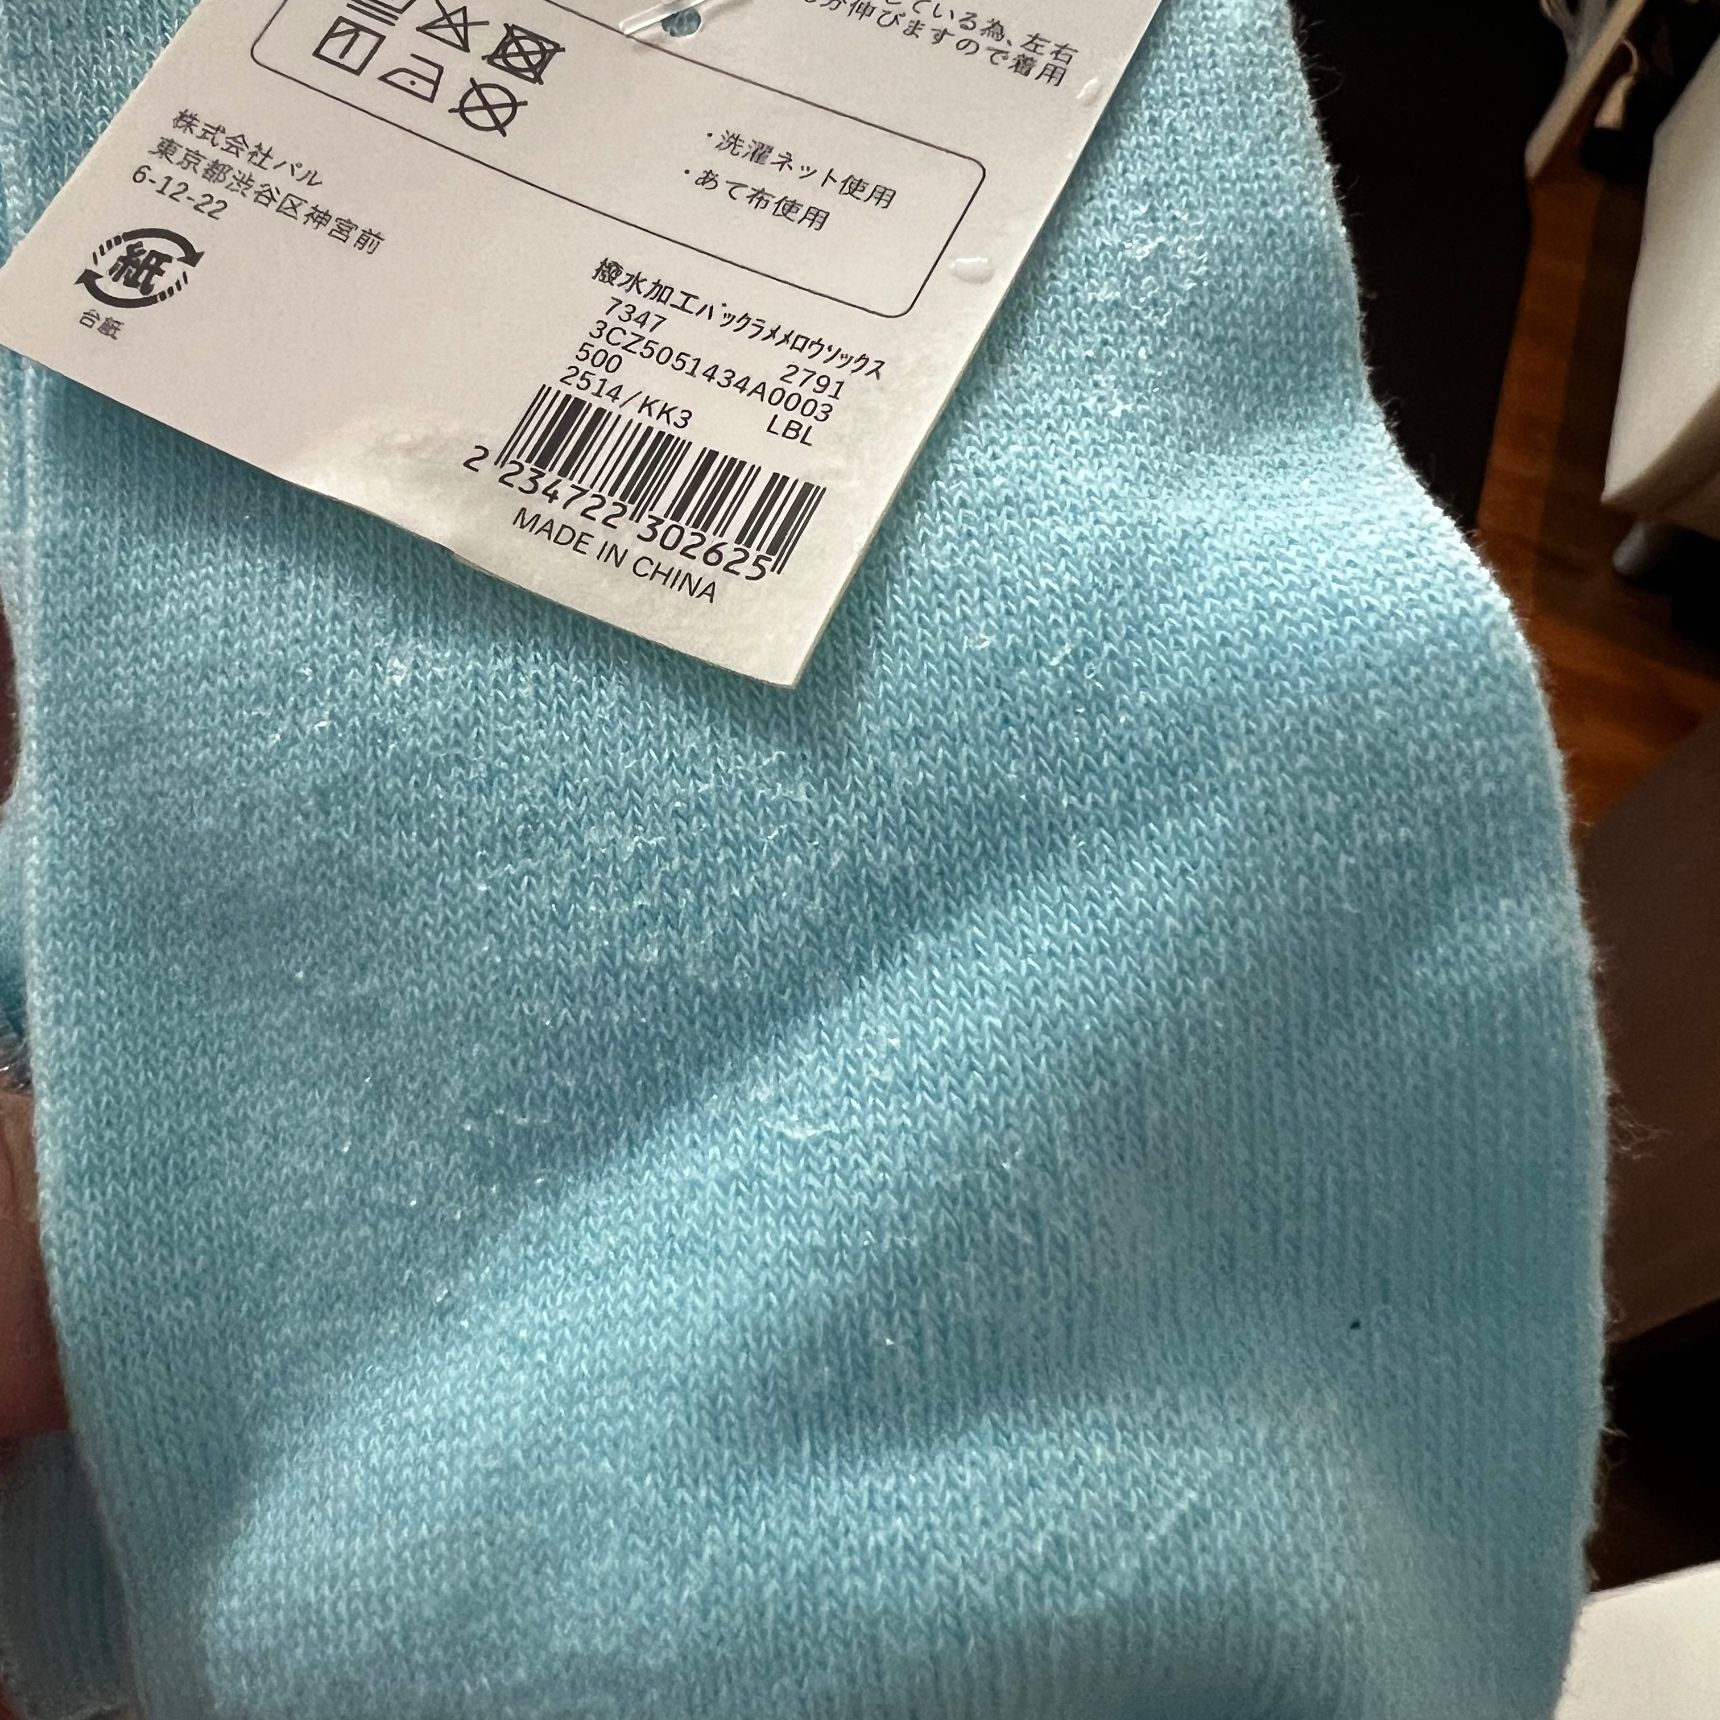 している為、左右
分伸びますので着用
・洗濯ネット使用
・あて布使用
株式会社パル
東京都渋谷区神宮前
6-12-22
紙
台紙
撥水加工バックラメメロウソックス
7347 2791
3CZ5051434A0003
500 LBL
2514/KK3
2 234722 302625
MADE IN CHINA